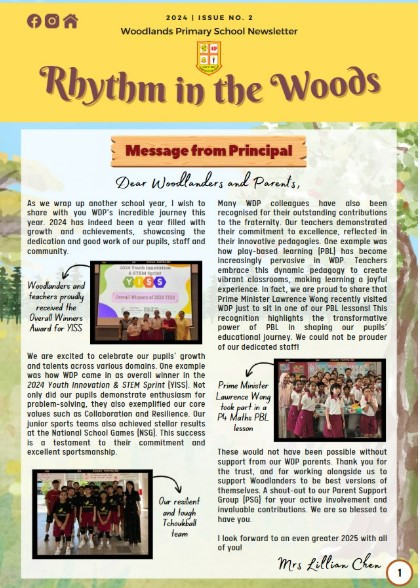 2024 | ISSUE NO. 2
Woodlands Primary School Newsletter
Rhythm in the Woods
Message from Principal
Dear Woodlanders and Parents,
As we wrap up another school year, I wish to
share with you WDP's incredible journey this
year. 2024 has indeed been a year filled with
growth and achievements, showcasing the
dedication and good work of our pupils, staff and
community.
Woodlanders and
teachers proudly
received the
Overall Winners
Award for YISS
2024 Youth Innovation
& STEM Sprint
YISS
Overall Winners of 2024 YISS
We are excited to celebrate our pupils' growth
and talents across various domains. One example
was how WDP came in as overall winner in the
2024 Youth Innovation & STEM Sprint (YISS). Not
only did our pupils demonstrate enthusiasm for
problem-solving, they also exemplified our core
values such as Collaboration and Resilience. Our
junior sports teams also achieved stellar results
at the National School Games (NSG). This success
is a testament to their commitment and
excellent sportsmanship.
Our resilient
and tough
Tchoukball
team
Many WDP colleagues have also been
recognised for their outstanding contributions
to the fraternity. Our teachers demonstrated
their commitment to excellence, reflected in
their innovative pedagogies. One example was
how play-based learning (PBL) has become
increasingly pervasive in WDP. Teachers
embrace this dynamic pedagogy to create
vibrant classrooms, making learning a joyful
experience. In fact, we are proud to share that
Prime Minister Lawrence Wong recently visited
WDP just to sit in one of our PBL lessons! This
recognition highlights the transformative
power of PBL in shaping our pupils'
educational journey. We could not be prouder
of our dedicated staff!
Prime Minister
Lawrence Wong
took part in a
P4 Maths PBL
lesson
These would not have been possible without
support from our WDP parents. Thank you for
the trust, and for working alongside us to
support Woodlanders to be best versions of
themselves. A shout-out to our Parent Support
Group (PSG) for your active involvement and
invaluable contributions. We are so blessed to
have you.
I look forward to an even greater 2025 with all
of you!
Mrs Lillian Chen
1